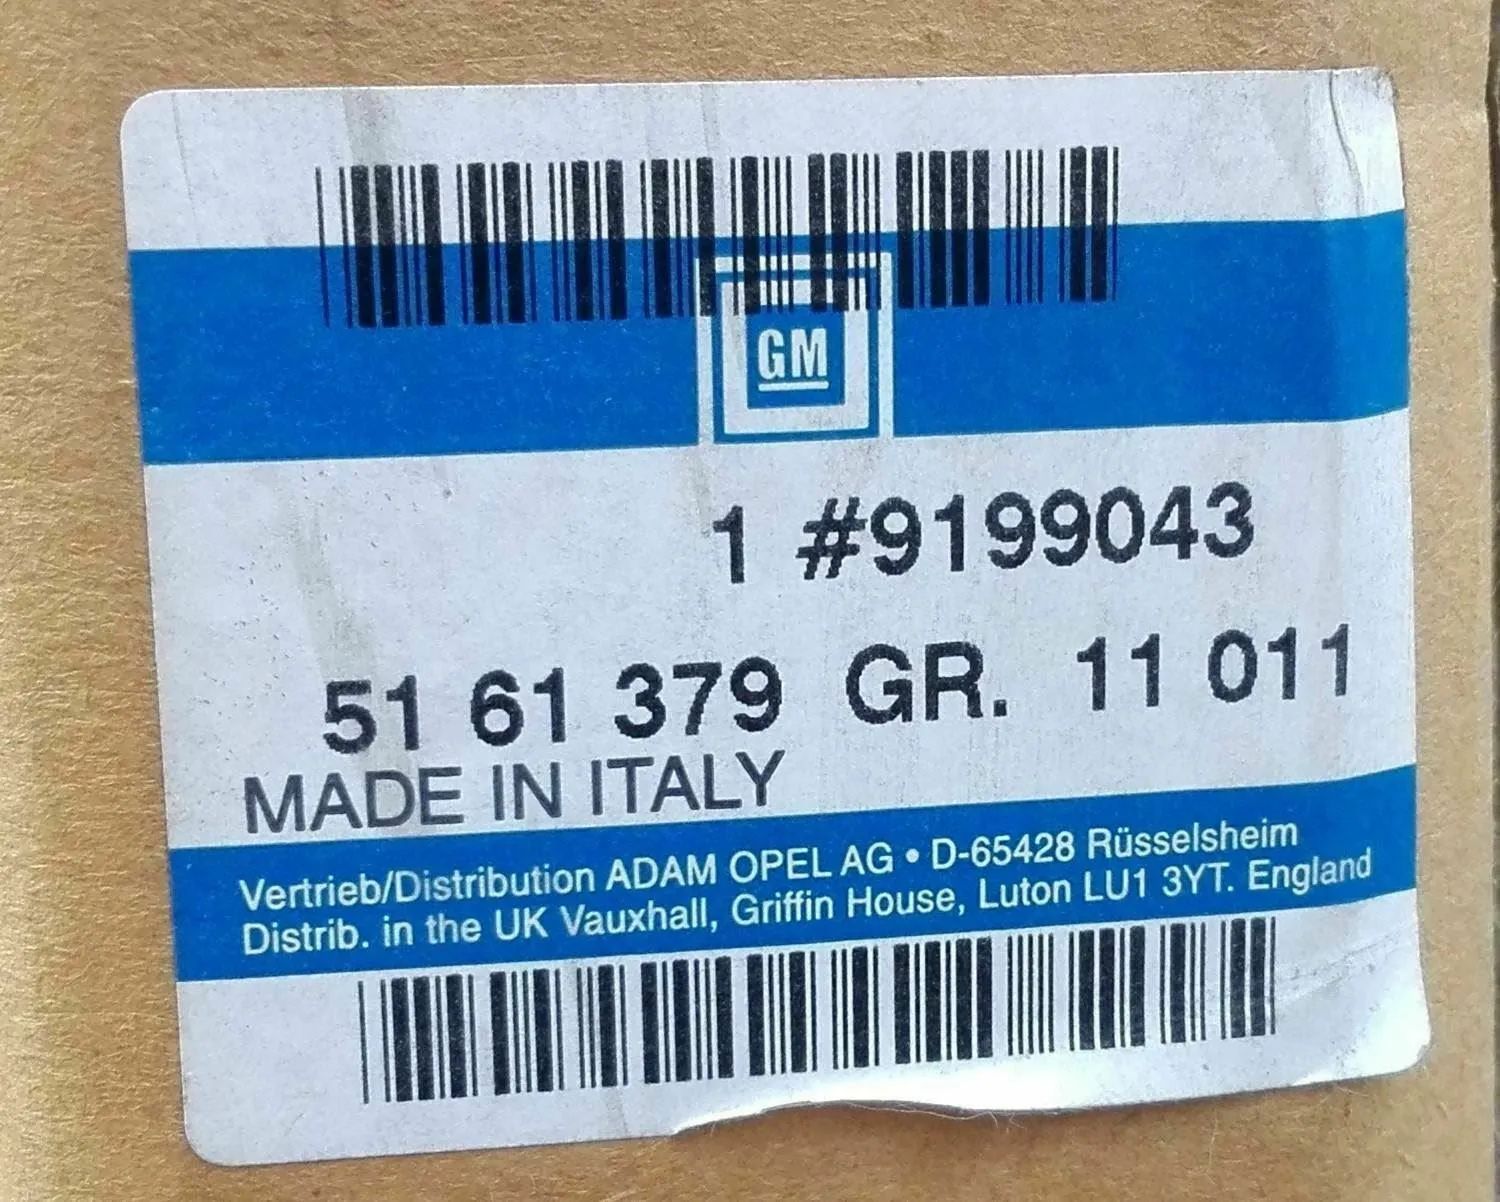 GM
1 #9199043
51 61 379 GR. 11 011
MADE IN ITALY
Vertrieb/Distribution ADAM OPEL AG • D-65428 Rüsselsheim
Distrib. in the UK Vauxhall, Griffin House, Luton LU1 3YT. England